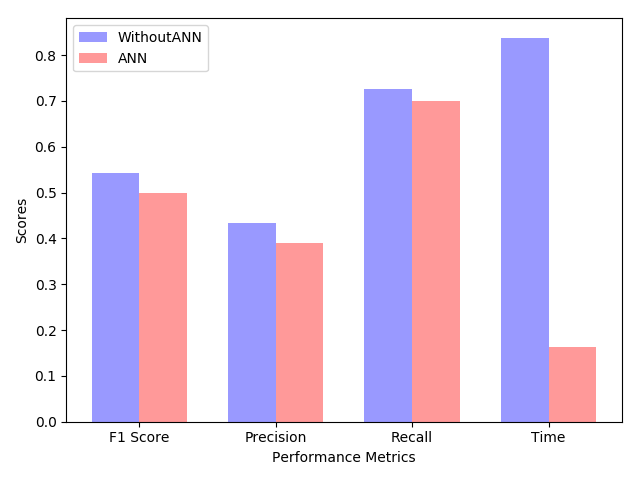 WithoutANN
ANN
Scores
0.8
0.7
0.6
0.5
0.4
0.3
0.2
0.1
0.0
F1 Score
Precision
Recall
Time
Performance Metrics